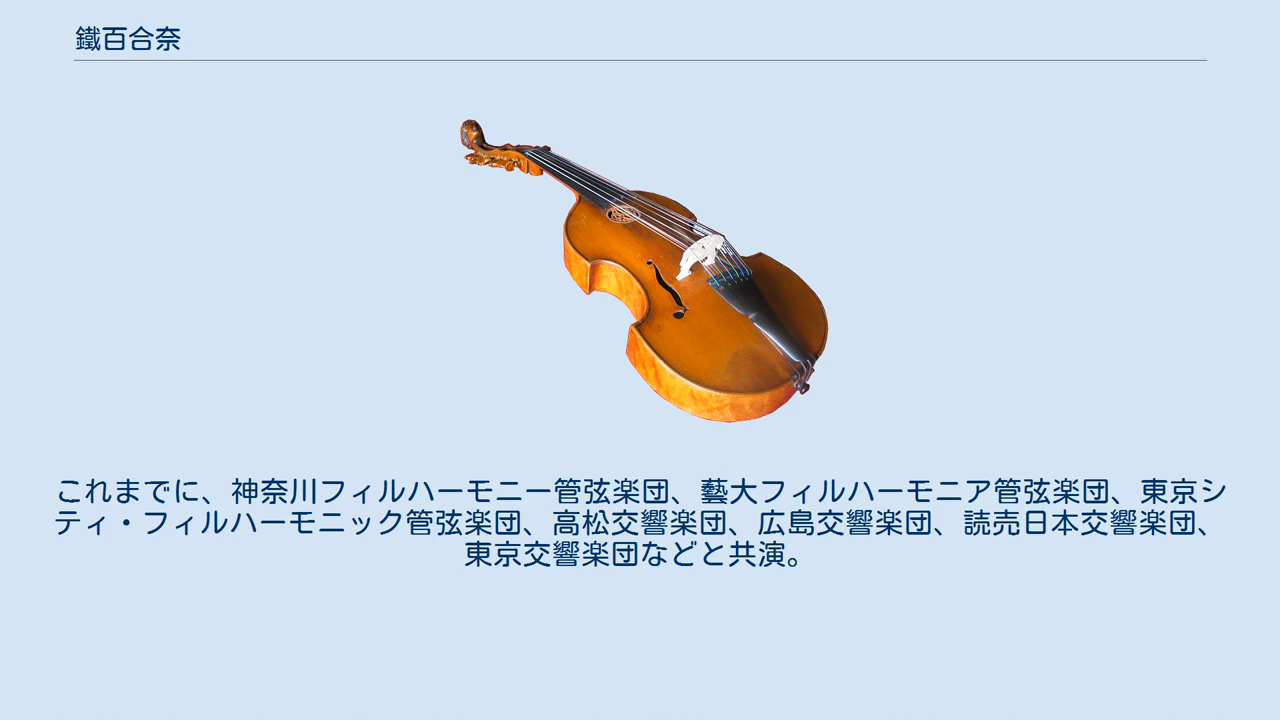 鐵百合奈
これまでに、神奈川フィルハーモニー管弦楽団、藝大フィルハーモニア管弦楽団、東京シ
ティ・フィルハーモニック管弦楽団、高松交響楽団、広島交響楽団、読売日本交響楽団、
東京交響楽団などと共演。